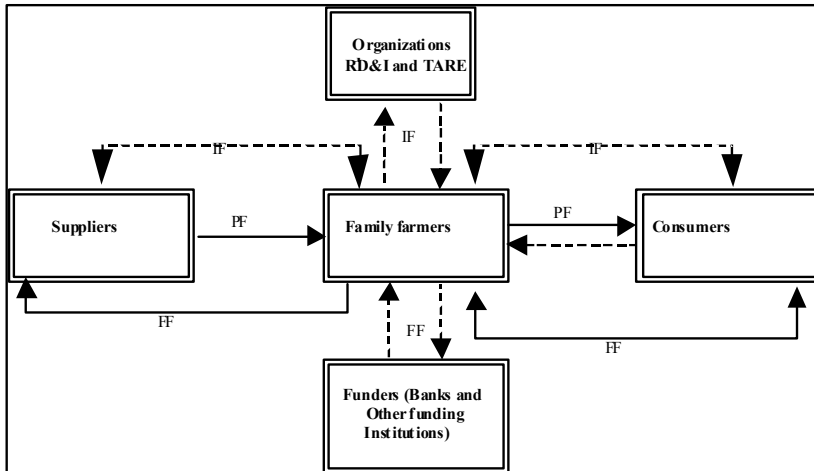 Organizations
R'D&I and TARE
IF
IF
IF
Suppliers
PF
Family farmers
PF
Consumers
FF
FF
FF
Funders (Banks and
Other funding
Institutions)